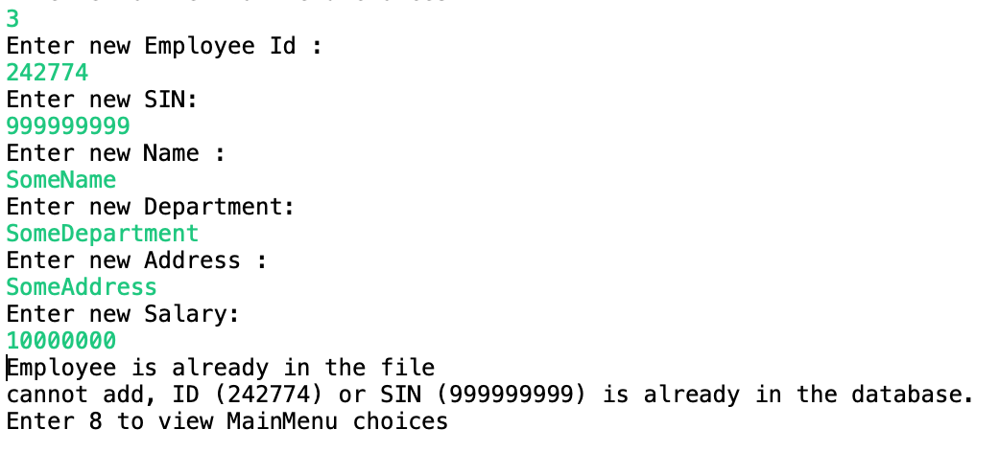 3
Enter new Employee Id :
242774
Enter new SIN:
999999999
Enter new Name :
SomeName
Enter new Department:
SomeDepartment
Enter new Address :
SomeAddress
Enter new Salary:
10000000
Employee is already in the file
cannot add, ID (242774) or SIN (999999999) is already in the database.
Enter 8 to view MainMenu choices